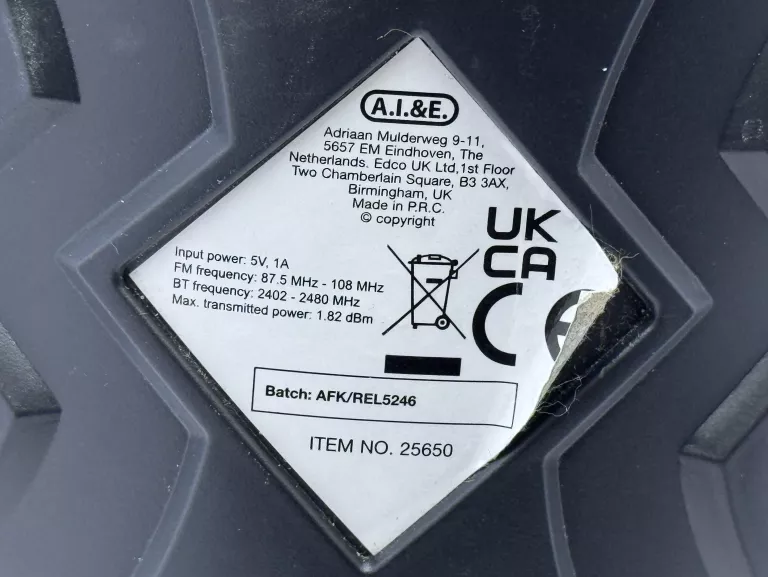 A.I.&E.
Adriaan Mulderweg 9-11,
5657 EM Eindhoven, The
Netherlands. Edco UK Ltd,1st Floor
Two Chamberlain Square, B3 3AX,
Birmingham, UK
Made in P.R.C.
© copyright
UK
CA
Input power: 5V, 1A
FM frequency: 87.5 MHz - 108 MHz
BT frequency: 2402 - 2480 MHz
Max. transmitted power: 1.82 dBm
CE
Batch: AFK/REL5246
ITEM NO. 25650